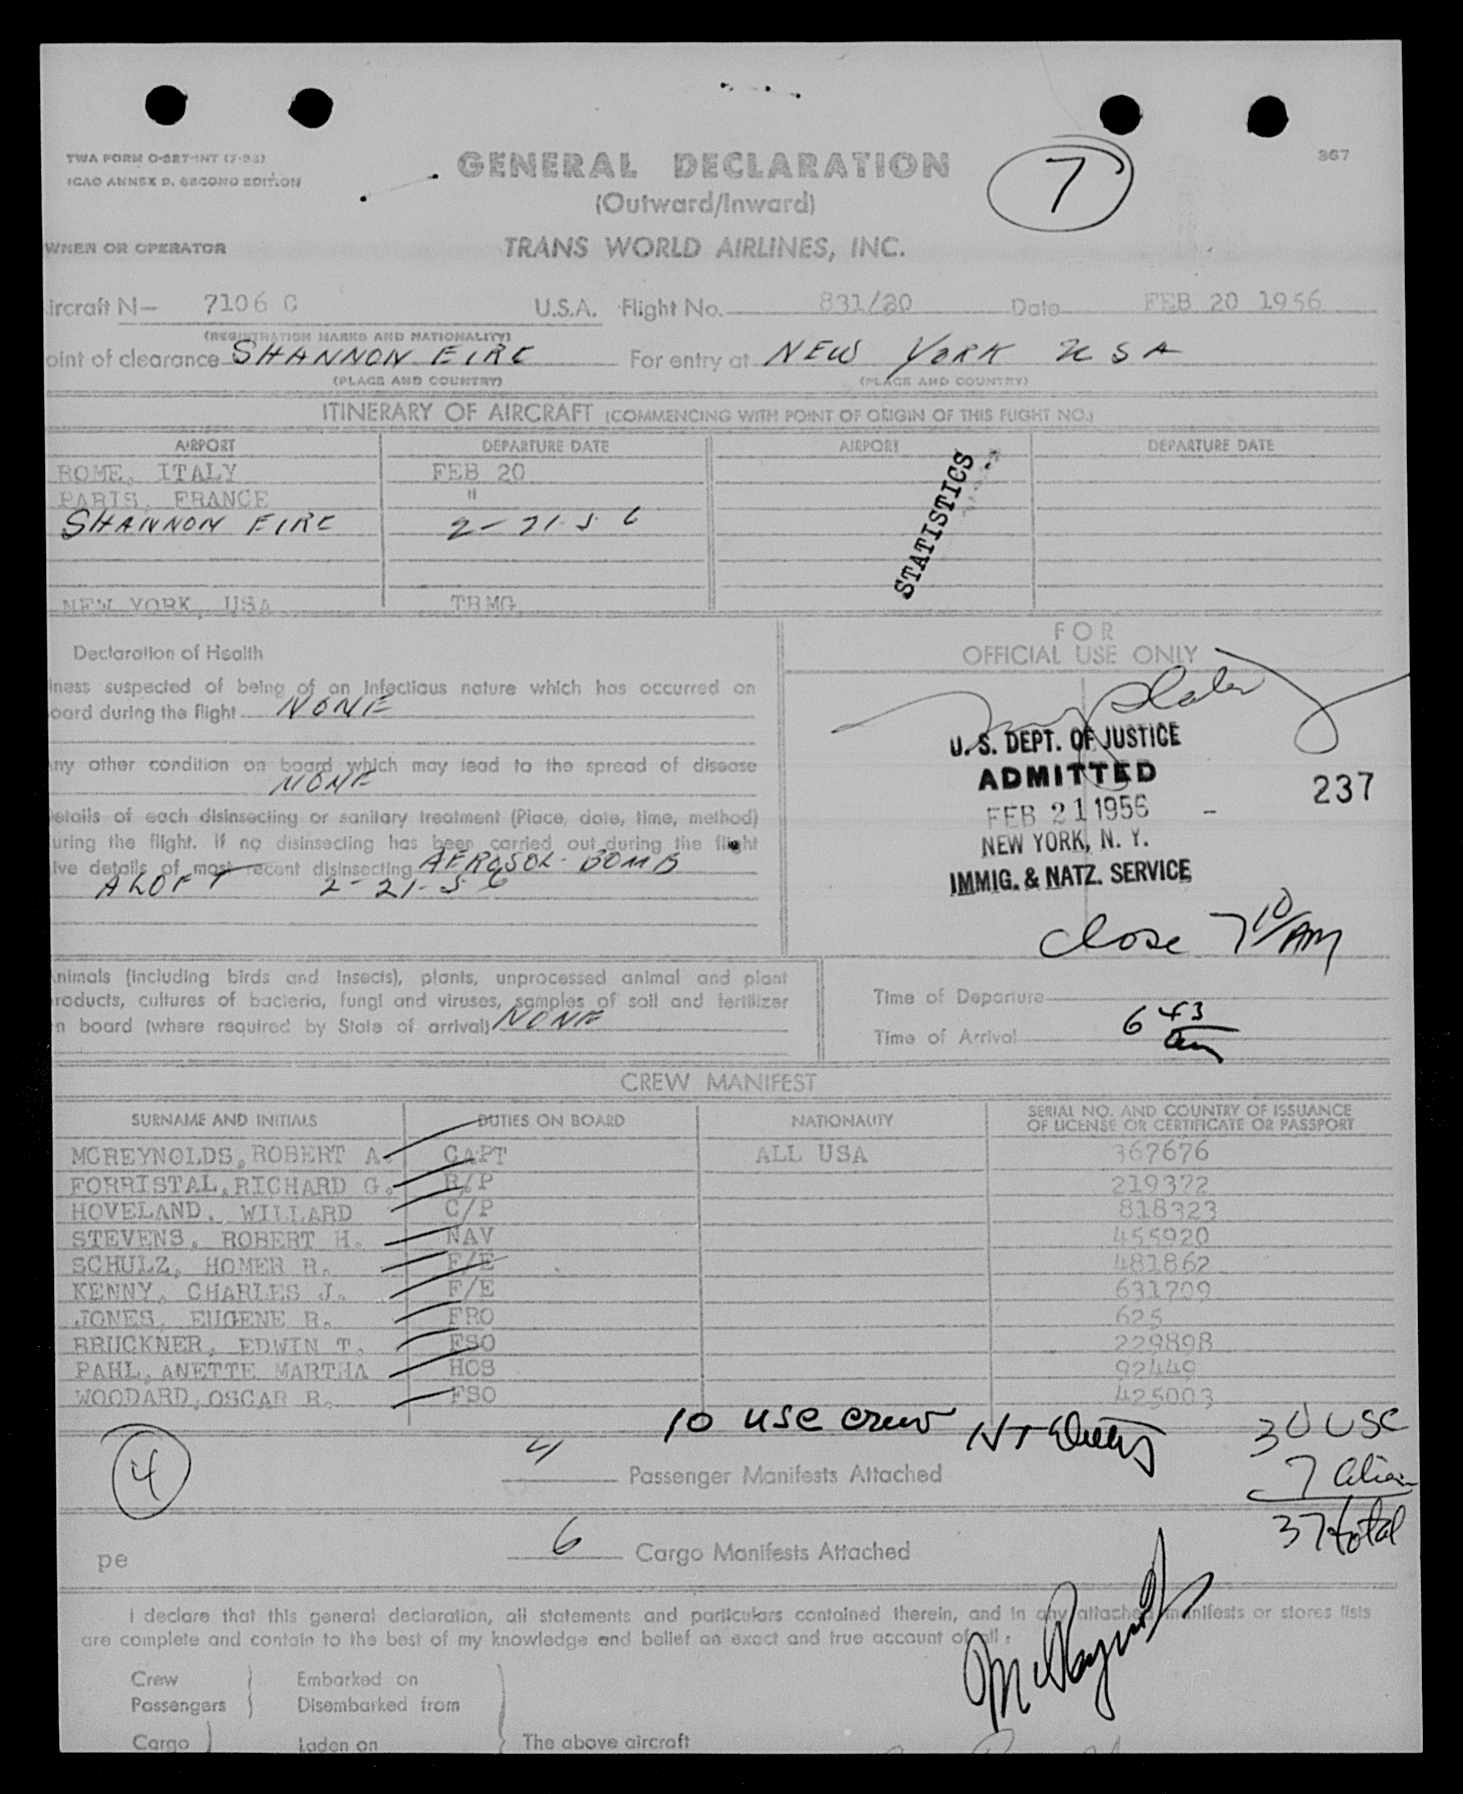 TWA FORM O-327-INT (7-53)
ICAO ANNEX 9, SECOND EDITION
GENERAL DECLARATION
(Outward/Inward)
7
367
WNER OR OPERATOR
TRANS WORLD AIRLINES, INC.
ircraft N- 7106 C U.S.A. Flight No. 831/20 Date FEB 20 1956
(REGISTRATION MARKS AND NATIONALITY)
oint of clearance SHANNON EIRE For entry at NEW YORK USA
(PLACE AND COUNTRY) (PLACE AND COUNTRY)
ITINERARY OF AIRCRAFT (COMMENCING WITH POINT OF ORIGIN OF THIS FLIGHT NO.)
AIRPORT DEPARTURE DATE AIRPORT DEPARTURE DATE
ROME, ITALY FEB 20
PARIS, FRANCE "
SHANNON EIRE 2-21-56
STATISTICS
NEW YORK, USA TRMG.
FOR
OFFICIAL USE ONLY
Declaration of Health
lness suspected of being of an infectious nature which has occurred on
oard during the flight NONE
ny other condition on board which may lead to the spread of disease
NONE
etails of each disinsecting or sanitary treatment (Place, date, time, method)
uring the flight. If no disinsecting has been carried out during the flight
ive details of most recent disinsecting AEROSOL BOMB
ALOFT 2-21-56
U. S. DEPT. OF JUSTICE
ADMITTED
FEB 21 1956
NEW YORK, N. Y.
IMMIG. & NATZ. SERVICE
237
Close 7 10/AM
nimals (including birds and insects), plants, unprocessed animal and plant
roducts, cultures of bacteria, fungi and viruses, samples of soil and fertilizer
n board (where required by State of arrival) NONE
Time of Departure
Time of Arrival 6 43 am
CREW MANIFEST
SURNAME AND INITIALS DUTIES ON BOARD NATIONALITY SERIAL NO. AND COUNTRY OF ISSUANCE
OF LICENSE OR CERTIFICATE OR PASSPORT
MCREYNOLDS, ROBERT A. CAPT ALL USA 367676
FORRISTAL, RICHARD G. R/P 219372
HOVELAND, WILLARD C/P 818323
STEVENS, ROBERT H. NAV 455920
SCHULZ, HOMER R. F/E 481862
KENNY, CHARLES J. F/E 631709
JONES, EUGENE R. FRO 625
BRUCKNER, EDWIN T. FSO 229898
PAHL, ANETTE MARTHA HOS 92449
WOODARD, OSCAR R. FSO 425003
10 USC crew
30 USC
7 alien
37 total
4
4 Passenger Manifests Attached
pe
6 Cargo Manifests Attached
I declare that this general declaration, all statements and particulars contained therein, and in any attached manifests or stores lists
are complete and contain to the best of my knowledge and belief an exact and true account of all:
McReynolds
Crew } Embarked on
Passengers } Disembarked from
Cargo } Laden on } The above aircraft